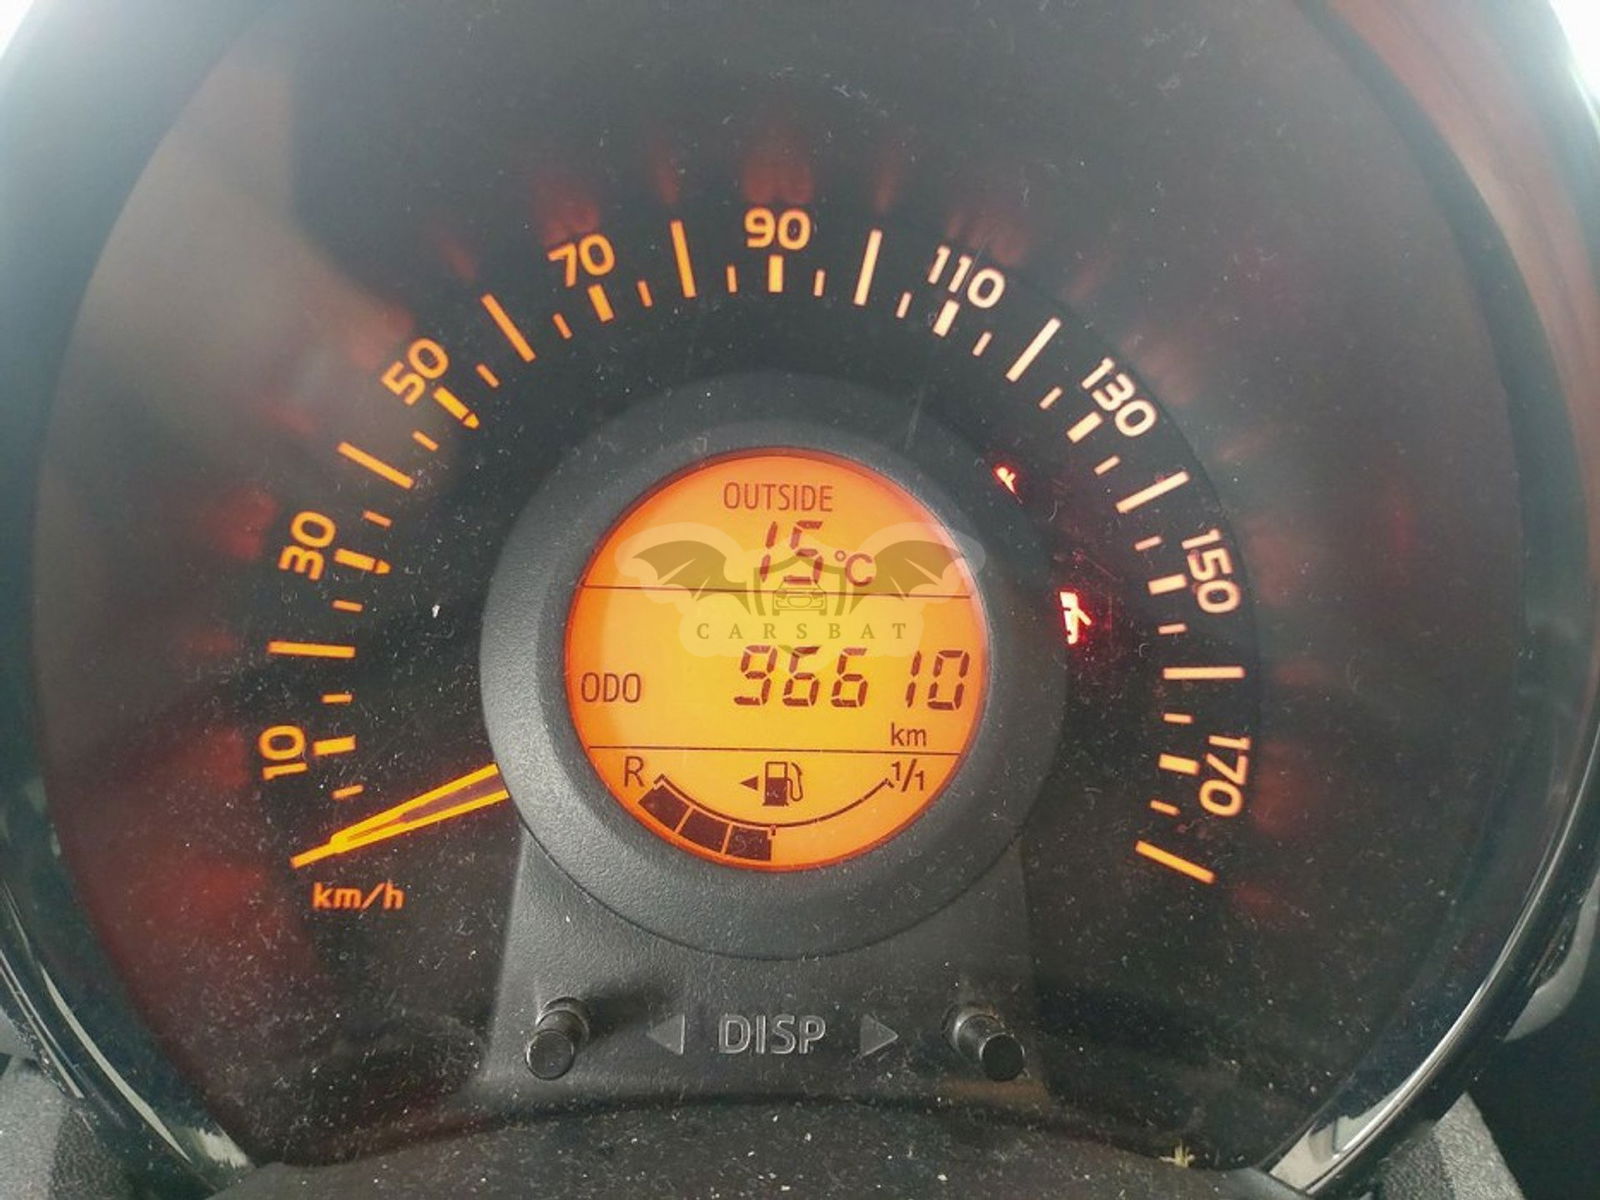 10
30
50
70
90
110
130
150
170
km/h
OUTSIDE
15°C
CARSBAT
ODO 96610
km
R 1/1
DISP